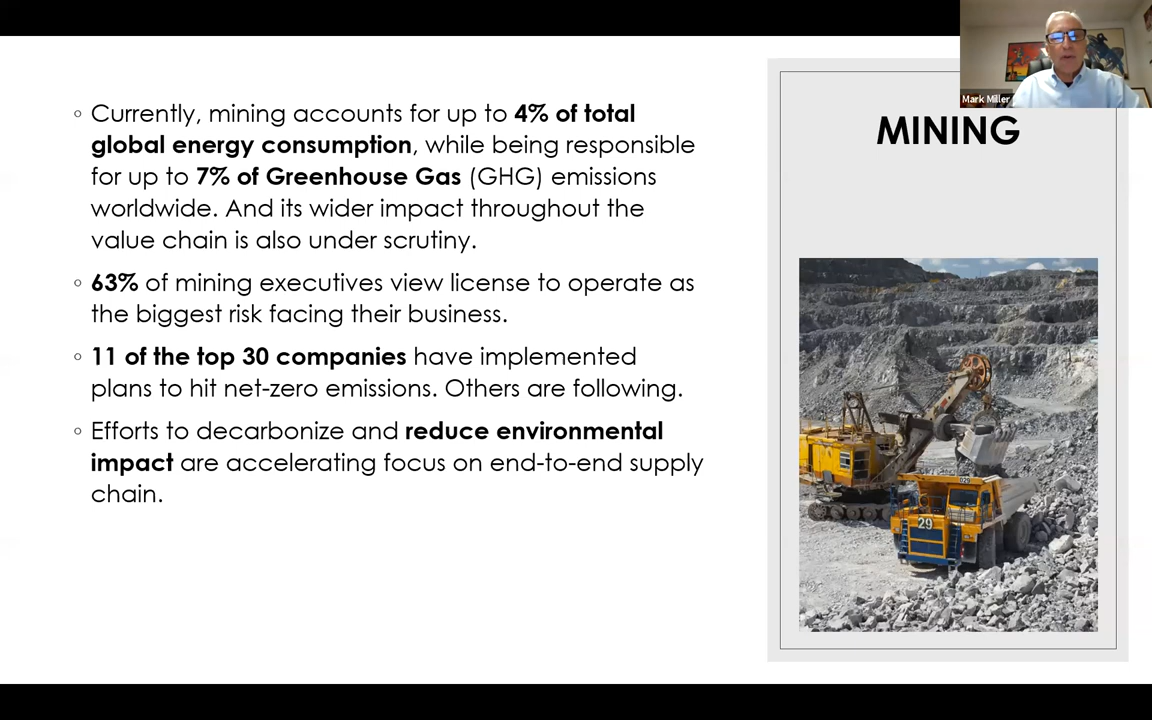 Mark Miller
MINING
◦ Currently, mining accounts for up to 4% of total
global energy consumption, while being responsible
for up to 7% of Greenhouse Gas (GHG) emissions
worldwide. And its wider impact throughout the
value chain is also under scrutiny.
◦ 63% of mining executives view license to operate as
the biggest risk facing their business.
◦ 11 of the top 30 companies have implemented
plans to hit net-zero emissions. Others are following.
◦ Efforts to decarbonize and reduce environmental
impact are accelerating focus on end-to-end supply
chain.
29